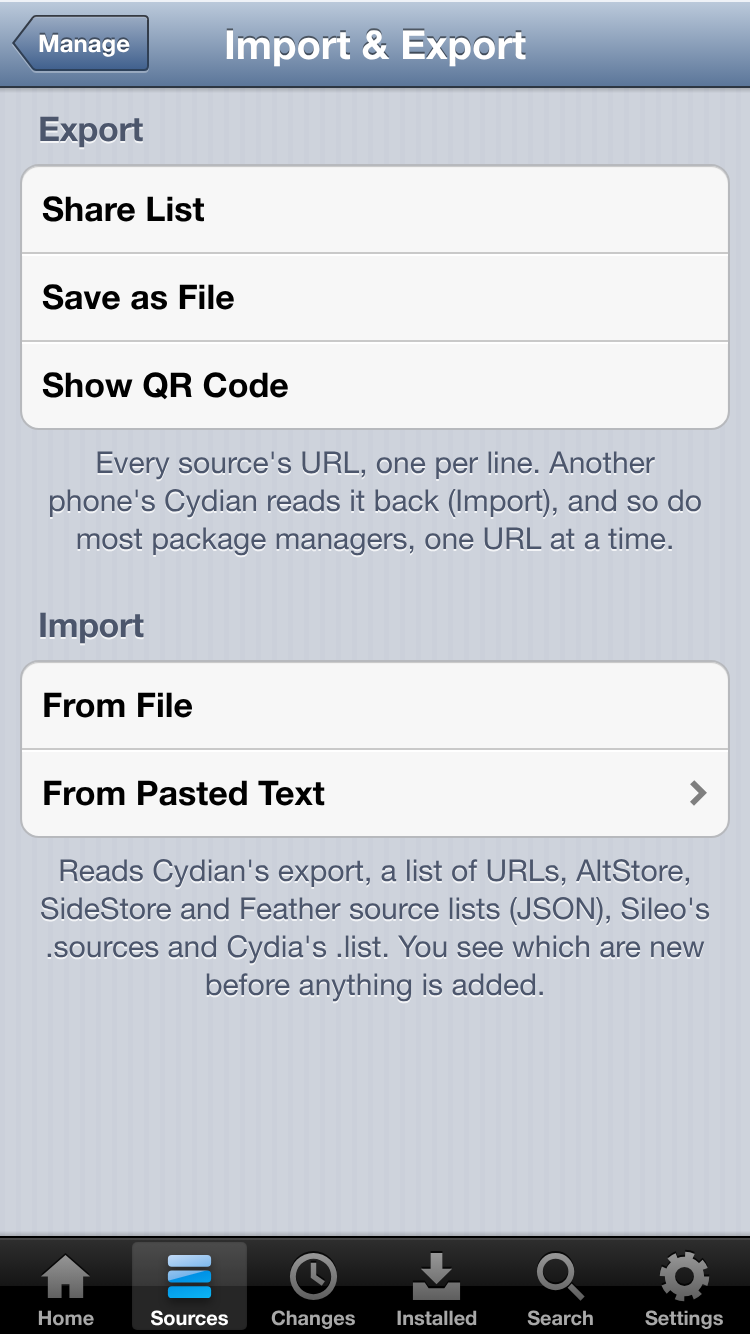 Manage
Import & Export
Export
Share List
Save as File
Show QR Code
Every source's URL, one per line. Another
phone's Cydian reads it back (Import), and so do
most package managers, one URL at a time.
Import
From File
From Pasted Text
Reads Cydian's export, a list of URLs, AltStore,
SideStore and Feather source lists (JSON), Sileo's
.sources and Cydia's .list. You see which are new
before anything is added.
Home
Sources
Changes
Installed
Search
Settings